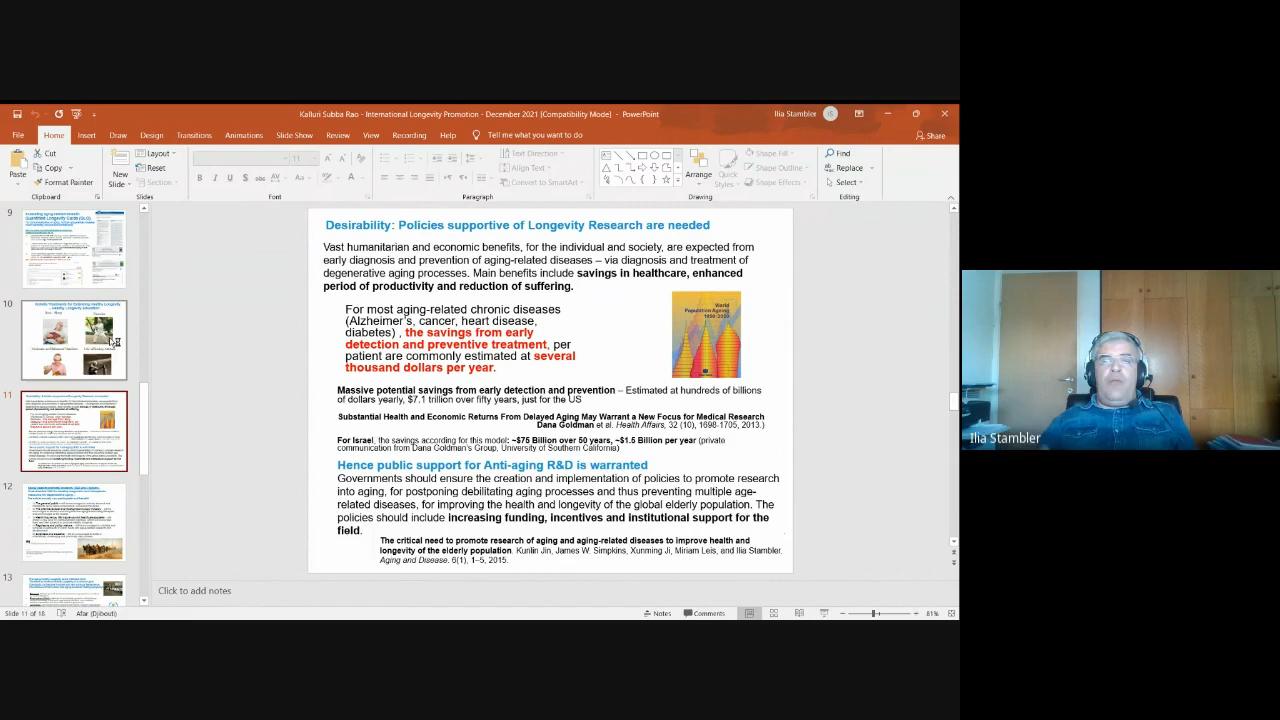 Kalluri Subba Rao - International Longevity Promotion - December 2021 [Compatibility Mode] - PowerPoint
Ilia Stambler
IS
File Home Insert Draw Design Transitions Animations Slide Show Review View Recording Help Tell me what you want to do
Share
Paste
Cut
Copy
Format Painter
Clipboard
New
Slide
Layout
Reset
Section
Slides
11
Font
Paragraph
Text Direction
Align Text
Convert to SmartArt
Arrange
Quick
Styles
Shape Fill
Shape Outline
Shape Effects
Drawing
Find
Replace
Select
Editing
9
10
11
12
13
Desirability: Policies supportive of Longevity Research are needed
Vast humanitarian and economic benefits, for the individual and society, are expected from
early diagnosis and prevention of aging-related diseases – via diagnosis and treatment of
degenerative aging processes. Main benefits include savings in healthcare, enhanced
period of productivity and reduction of suffering.
For most aging-related chronic diseases
(Alzheimer's, cancer, heart disease,
diabetes) , the savings from early
detection and preventive treatment, per
patient are commonly estimated at several
thousand dollars per year.
World
Population Ageing
1950-2050
Massive potential savings from early detection and prevention – Estimated at hundreds of billions
of dollars yearly, $7.1 trillion over fifty years, just for the US
Substantial Health and Economic Returns From Delayed Aging May Warrant a New Focus for Medical Research (by
Dana Goldman et al. Health Affairs, 32 (10), 1698-1705, 2013.)
For Israel, the savings according for the model: ~$76 Billion over 50 years, ~$1.5 Billion per year (private
communication from Dana Goldman's group, University of Southern California)
Hence public support for Anti-aging R&D is warranted
Governments should ensure the creation and implementation of policies to promote research
into aging, for postponing degenerative processes and thus preventing multiple age-
related diseases, for improving the health and longevity of the global elderly population. The
policies should include increasing funding, incentives and institutional support for the
field.
The critical need to promote research of aging and aging-related diseases to improve health and
longevity of the elderly population. Kunlin Jin, James W. Simpkins, Xunming Ji, Miriam Leis, and Ilia Stambler.
Aging and Disease. 6(1), 1–5, 2015.
Click to add notes
Slide 11 of 18
Afar (Djibouti)
Notes
Comments
81%
Ilia Stambler